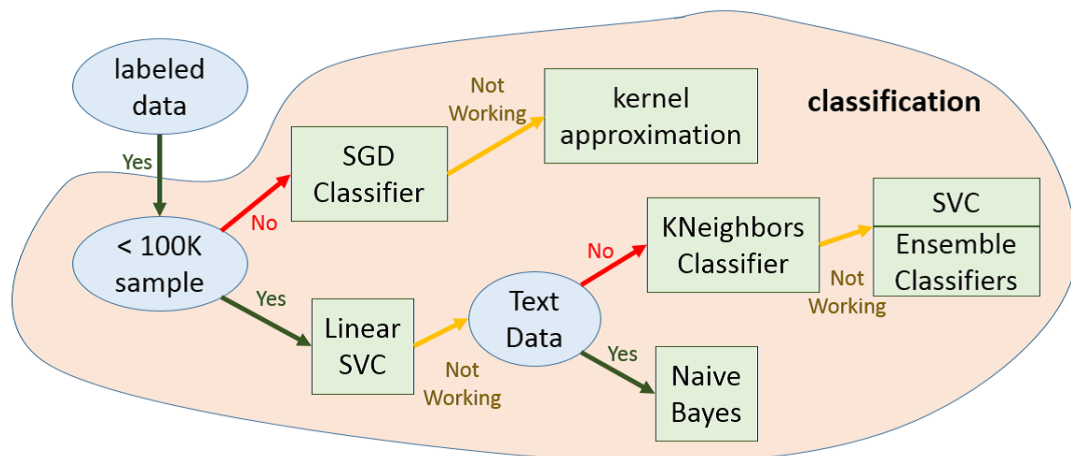 labeled
data
Yes
< 100K
sample
No
SGD
Classifier
Not
Working
kernel
approximation
classification
Yes
Linear
SVC
Not
Working
Text
Data
No
KNeighbors
Classifier
Not
Working
SVC
Ensemble
Classifiers
Yes
Naive
Bayes